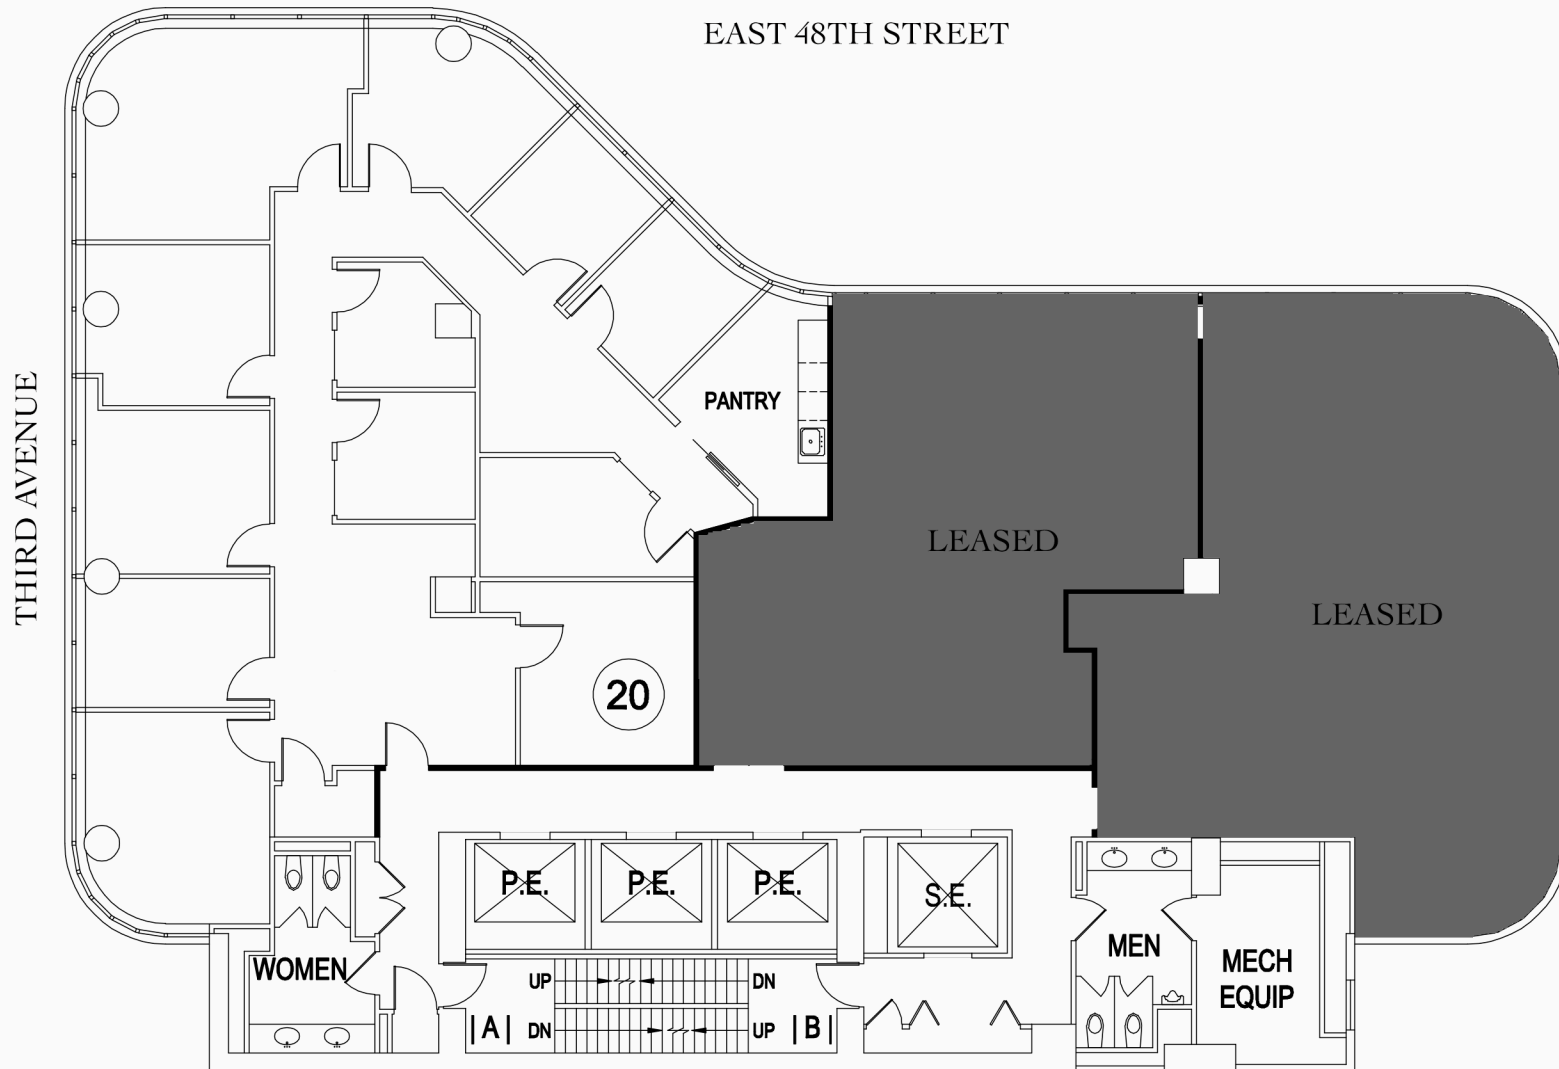 EAST 48TH STREET
THIRD AVENUE
PANTRY
LEASED
LEASED
20
P.E.
P.E.
P.E.
S.E.
WOMEN
MEN
MECH
EQUIP
UP
DN
|A|
DN
UP
|B|